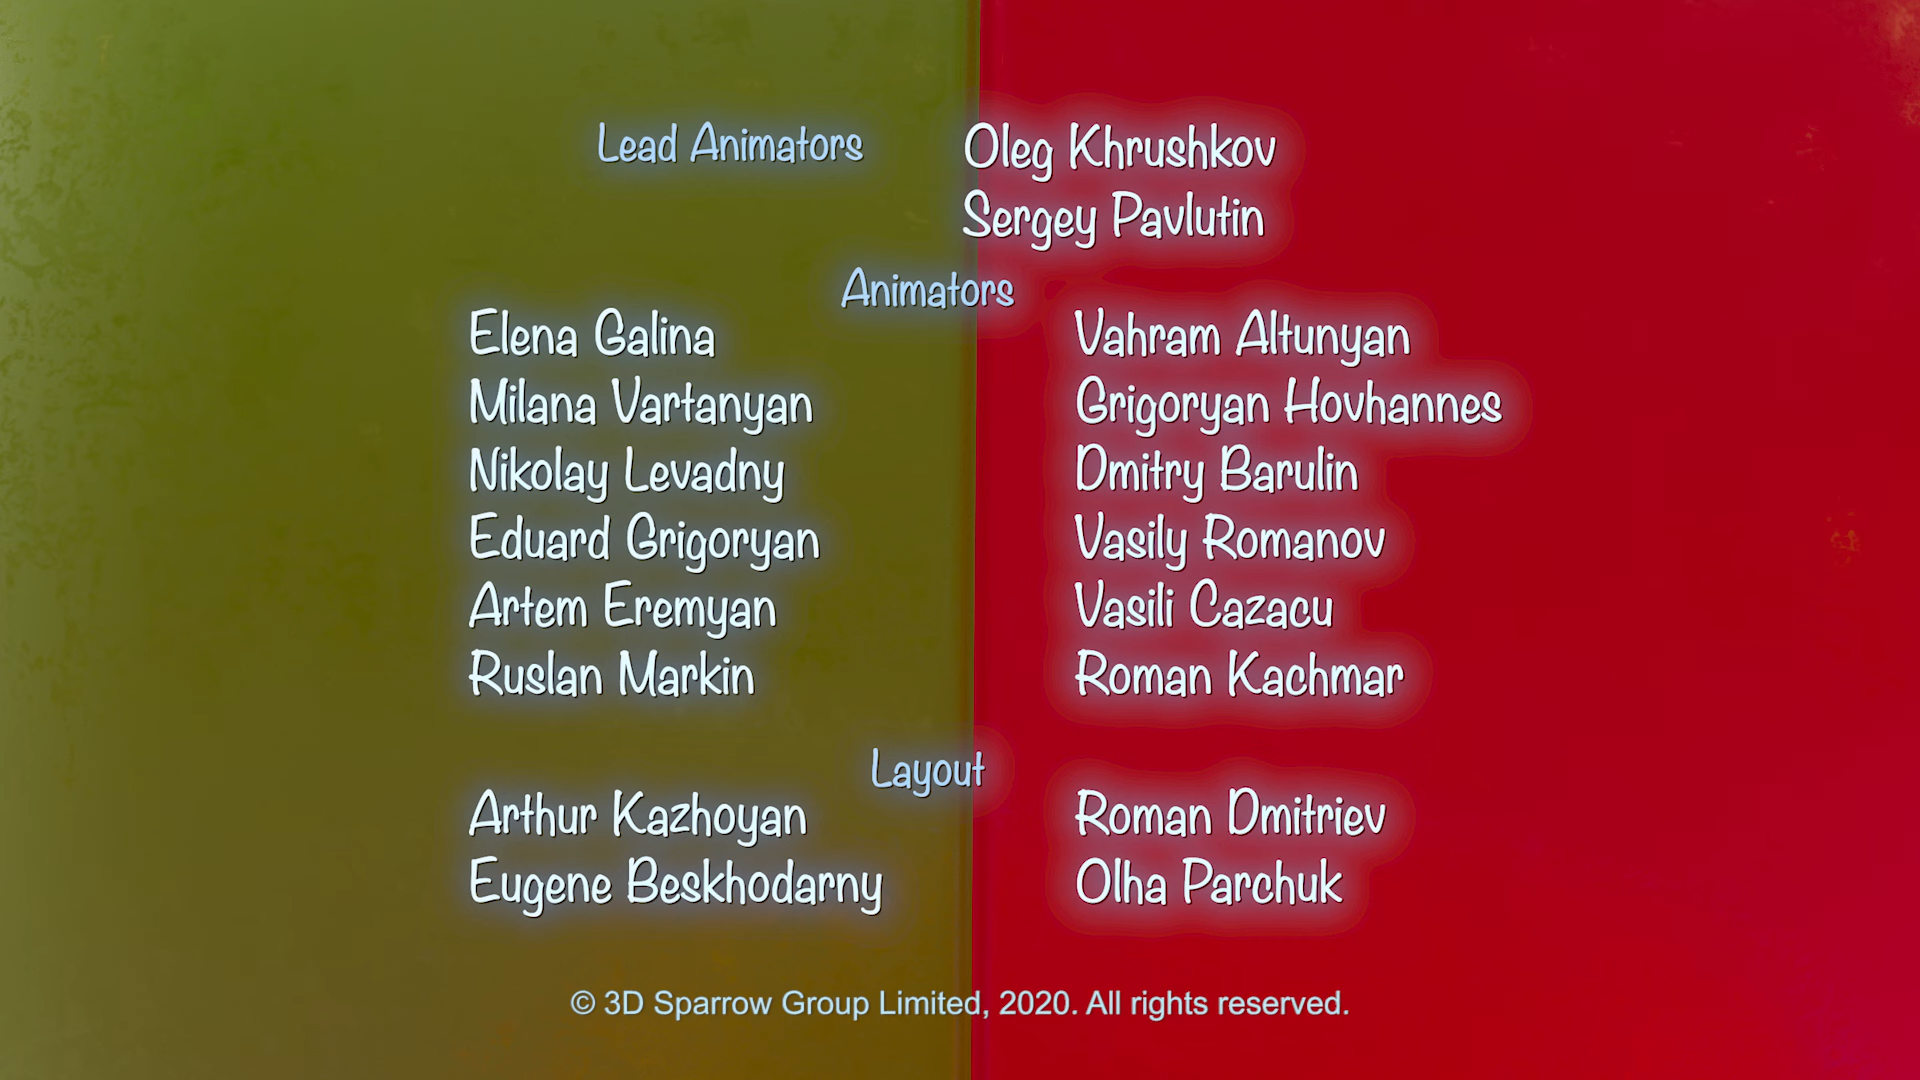 Lead Animators Oleg Khrushkov
Sergey Pavlutin
Animators
Elena Galina Vahram Altunyan
Milana Vartanyan Grigoryan Hovhannes
Nikolay Levadny Dmitry Barulin
Eduard Grigoryan Vasily Romanov
Artem Eremyan Vasili Cazacu
Ruslan Markin Roman Kachmar
Layout
Arthur Kazhoyan Roman Dmitriev
Eugene Beskhodarny Olha Parchuk
© 3D Sparrow Group Limited, 2020. All rights reserved.